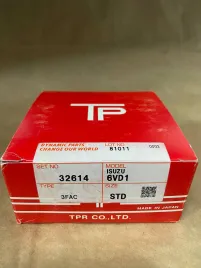 TP
DYNAMIC PARTS
CHANGE OUR WORLD
LOT NO
81011
SET NO.
32614
MODEL
ISUZU
6VD1
TYPE
3FAC
SIZE
STD
MADE IN JAPAN
TPR CO.,LTD.